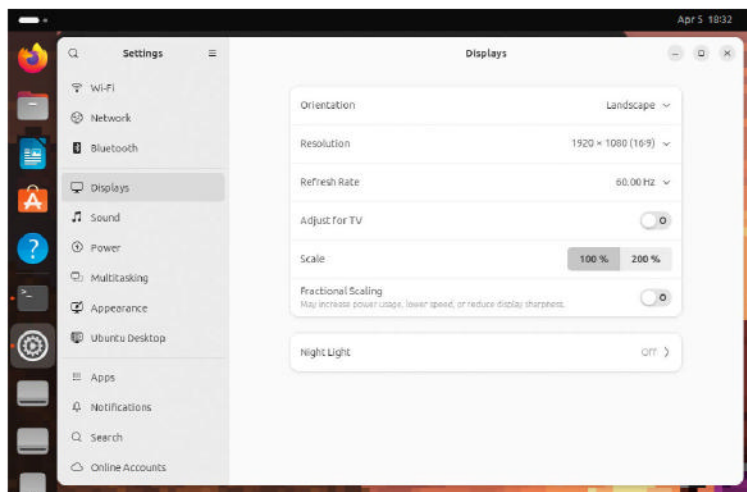 Apr 5 18:32
Settings
Displays
Wi-Fi
Network
Bluetooth
Displays
Sound
Power
Multitasking
Appearance
Ubuntu Desktop
Apps
Notifications
Search
Online Accounts
Orientation
Landscape
Resolution
1920 × 1080 (16:9)
Refresh Rate
60.00 Hz
Adjust for TV
Scale
100 %
200 %
Fractional Scaling
May increase power usage, lower speed, or reduce display sharpness.
Night Light
Off